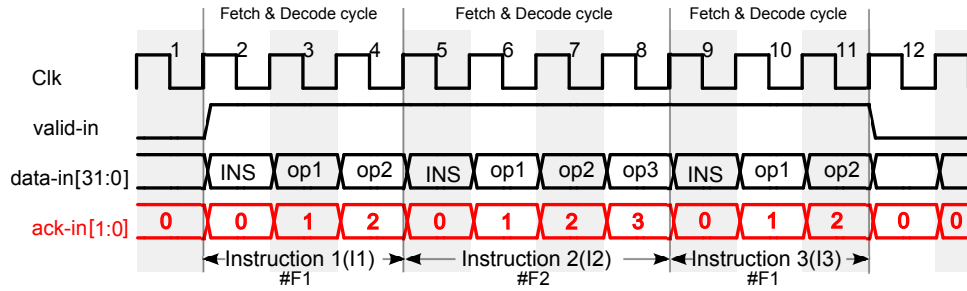 Fetch & Decode cycle Fetch & Decode cycle Fetch & Decode cycle
1 2 3 4 5 6 7 8 9 10 11 12
Clk
valid-in
data-in[31:0] INS op1 op2 INS op1 op2 op3 INS op1 op2
ack-in[1:0] 0 0 1 2 0 1 2 3 0 1 2 0 0
Instruction 1(I1) Instruction 2(I2) Instruction 3(I3)
#F1 #F2 #F1